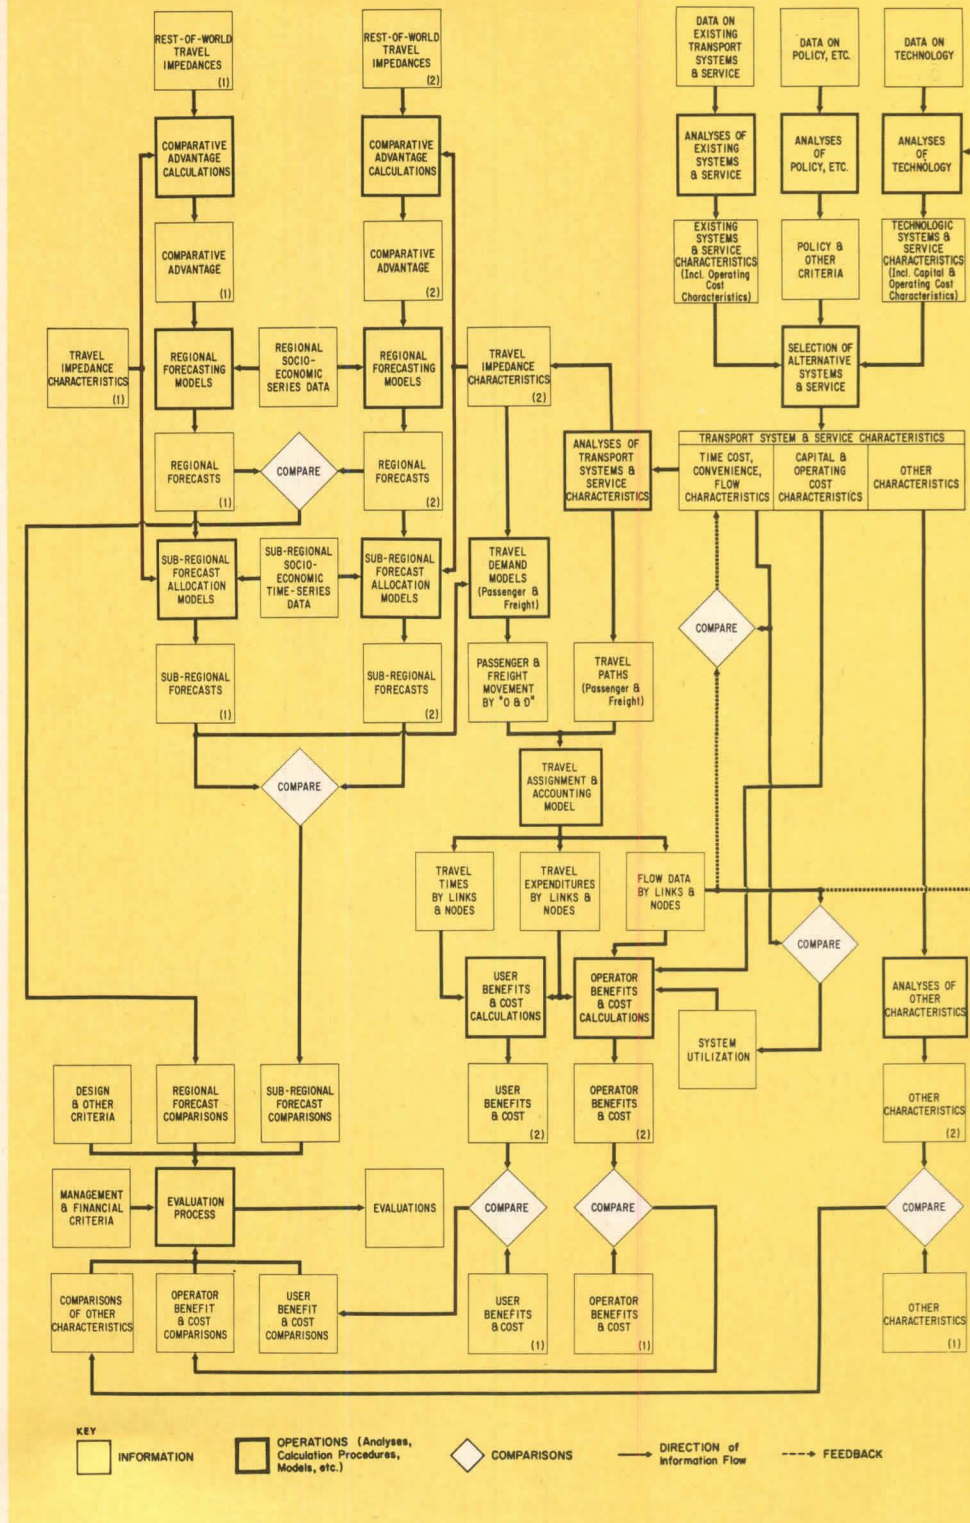 REST-OF-WORLD
TRAVEL
IMPEDANCES
(1)
REST-OF-WORLD
TRAVEL
IMPEDANCES
(2)
DATA ON
EXISTING
TRANSPORT
SYSTEMS
& SERVICE
DATA ON
POLICY, ETC.
DATA ON
TECHNOLOGY
COMPARATIVE
ADVANTAGE
CALCULATIONS
COMPARATIVE
ADVANTAGE
CALCULATIONS
ANALYSES OF
EXISTING
SYSTEMS
& SERVICE
ANALYSES
OF
POLICY, ETC.
ANALYSES
OF
TECHNOLOGY
COMPARATIVE
ADVANTAGE
(1)
COMPARATIVE
ADVANTAGE
(2)
EXISTING
SYSTEMS
& SERVICE
CHARACTERISTICS
(Incl. Operating
Cost
Characteristics)
POLICY &
OTHER
CRITERIA
TECHNOLOGIC
SYSTEMS &
SERVICE
CHARACTERISTICS
(Incl. Capital &
Operating Cost
Characteristics)
TRAVEL
IMPEDANCE
CHARACTERISTICS
(1)
REGIONAL
FORECASTING
MODELS
REGIONAL
SOCIO-
ECONOMIC
SERIES DATA
REGIONAL
FORECASTING
MODELS
TRAVEL
IMPEDANCE
CHARACTERISTICS
(2)
SELECTION OF
ALTERNATIVE
SYSTEMS
& SERVICE
REGIONAL
FORECASTS
(1)
COMPARE
REGIONAL
FORECASTS
(2)
ANALYSES OF
TRANSPORT
SYSTEMS &
SERVICE
CHARACTERISTICS
TRANSPORT SYSTEM & SERVICE CHARACTERISTICS
TIME COST,
CONVENIENCE,
FLOW
CHARACTERISTICS
CAPITAL &
OPERATING
COST
CHARACTERISTICS
OTHER
CHARACTERISTICS
SUB-REGIONAL
FORECAST
ALLOCATION
MODELS
SUB-REGIONAL
SOCIO-
ECONOMIC
TIME-SERIES
DATA
SUB-REGIONAL
FORECAST
ALLOCATION
MODELS
TRAVEL
DEMAND
MODELS
(Passenger &
Freight)
COMPARE
SUB-REGIONAL
FORECASTS
(1)
SUB-REGIONAL
FORECASTS
(2)
PASSENGER &
FREIGHT
MOVEMENT
BY "O & D"
TRAVEL
PATHS
(Passenger &
Freight)
COMPARE
TRAVEL
ASSIGNMENT &
ACCOUNTING
MODEL
TRAVEL
TIMES
BY LINKS
& NODES
TRAVEL
EXPENDITURES
BY LINKS &
NODES
FLOW DATA
BY LINKS &
NODES
COMPARE
USER
BENEFITS
& COST
CALCULATIONS
OPERATOR
BENEFITS
& COST
CALCULATIONS
SYSTEM
UTILIZATION
ANALYSES OF
OTHER
CHARACTERISTICS
DESIGN
& OTHER
CRITERIA
REGIONAL
FORECAST
COMPARISONS
SUB-REGIONAL
FORECAST
COMPARISONS
USER
BENEFITS
& COST
(2)
OPERATOR
BENEFITS
& COST
(2)
OTHER
CHARACTERISTICS
(2)
MANAGEMENT
& FINANCIAL
CRITERIA
EVALUATION
PROCESS
EVALUATIONS
COMPARE
COMPARE
COMPARE
COMPARISONS
OF OTHER
CHARACTERISTICS
OPERATOR
BENEFIT
& COST
COMPARISONS
USER
BENEFIT
& COST
COMPARISONS
USER
BENEFITS
& COST
(1)
OPERATOR
BENEFITS
& COST
(1)
OTHER
CHARACTERISTICS
(1)
KEY
INFORMATION
OPERATIONS (Analyses,
Calculation Procedures,
Models, etc.)
COMPARISONS
DIRECTION of
Information Flow
FEEDBACK